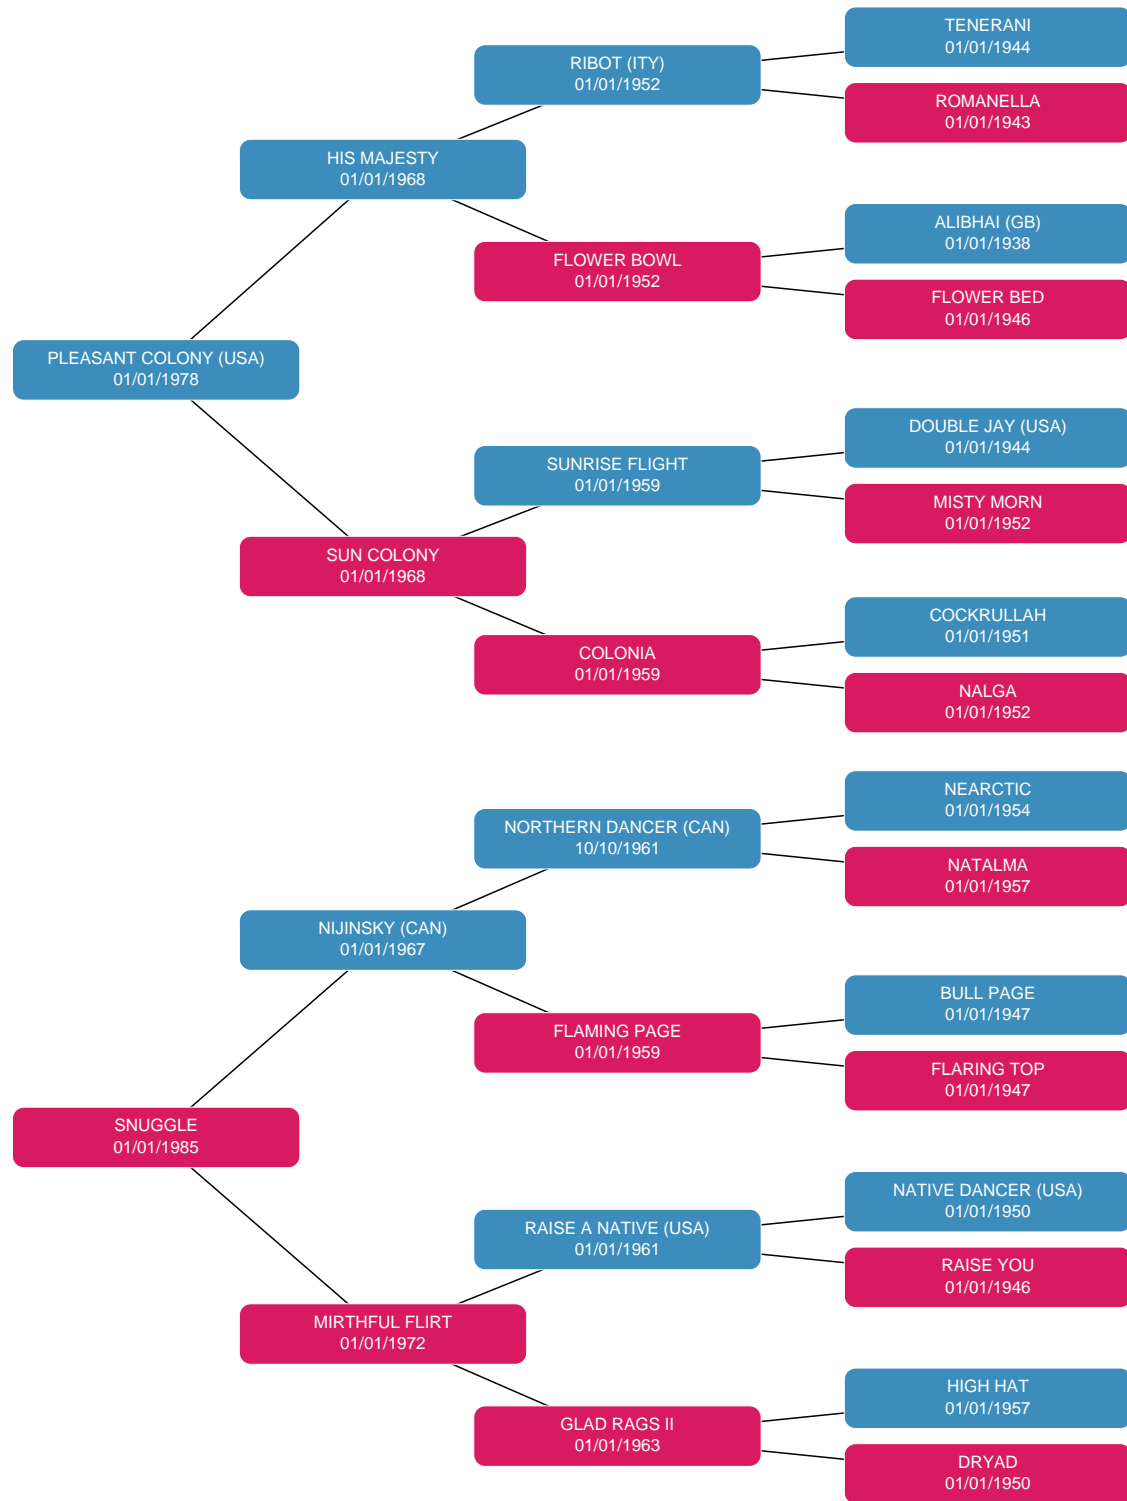 TENERANI
01/01/1944
RIBOT (ITY)
01/01/1952
ROMANELLA
01/01/1943
HIS MAJESTY
01/01/1968
ALIBHAI (GB)
01/01/1938
FLOWER BOWL
01/01/1952
FLOWER BED
01/01/1946
PLEASANT COLONY (USA)
01/01/1978
DOUBLE JAY (USA)
01/01/1944
SUNRISE FLIGHT
01/01/1959
MISTY MORN
01/01/1952
SUN COLONY
01/01/1968
COCKRULLAH
01/01/1951
COLONIA
01/01/1959
NALGA
01/01/1952
NEARCTIC
01/01/1954
NORTHERN DANCER (CAN)
10/10/1961
NATALMA
01/01/1957
NIJINSKY (CAN)
01/01/1967
BULL PAGE
01/01/1947
FLAMING PAGE
01/01/1959
FLARING TOP
01/01/1947
SNUGGLE
01/01/1985
NATIVE DANCER (USA)
01/01/1950
RAISE A NATIVE (USA)
01/01/1961
RAISE YOU
01/01/1946
MIRTHFUL FLIRT
01/01/1972
HIGH HAT
01/01/1957
GLAD RAGS II
01/01/1963
DRYAD
01/01/1950